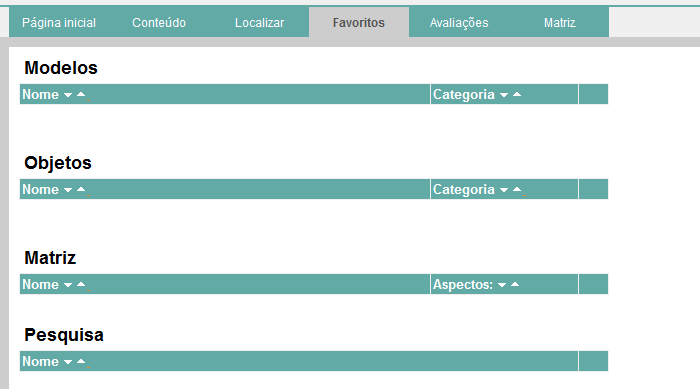 Página inicial Conteúdo Localizar Favoritos Avaliações Matriz
Modelos
Nome Categoria
Objetos
Nome Categoria
Matriz
Nome Aspectos:
Pesquisa
Nome